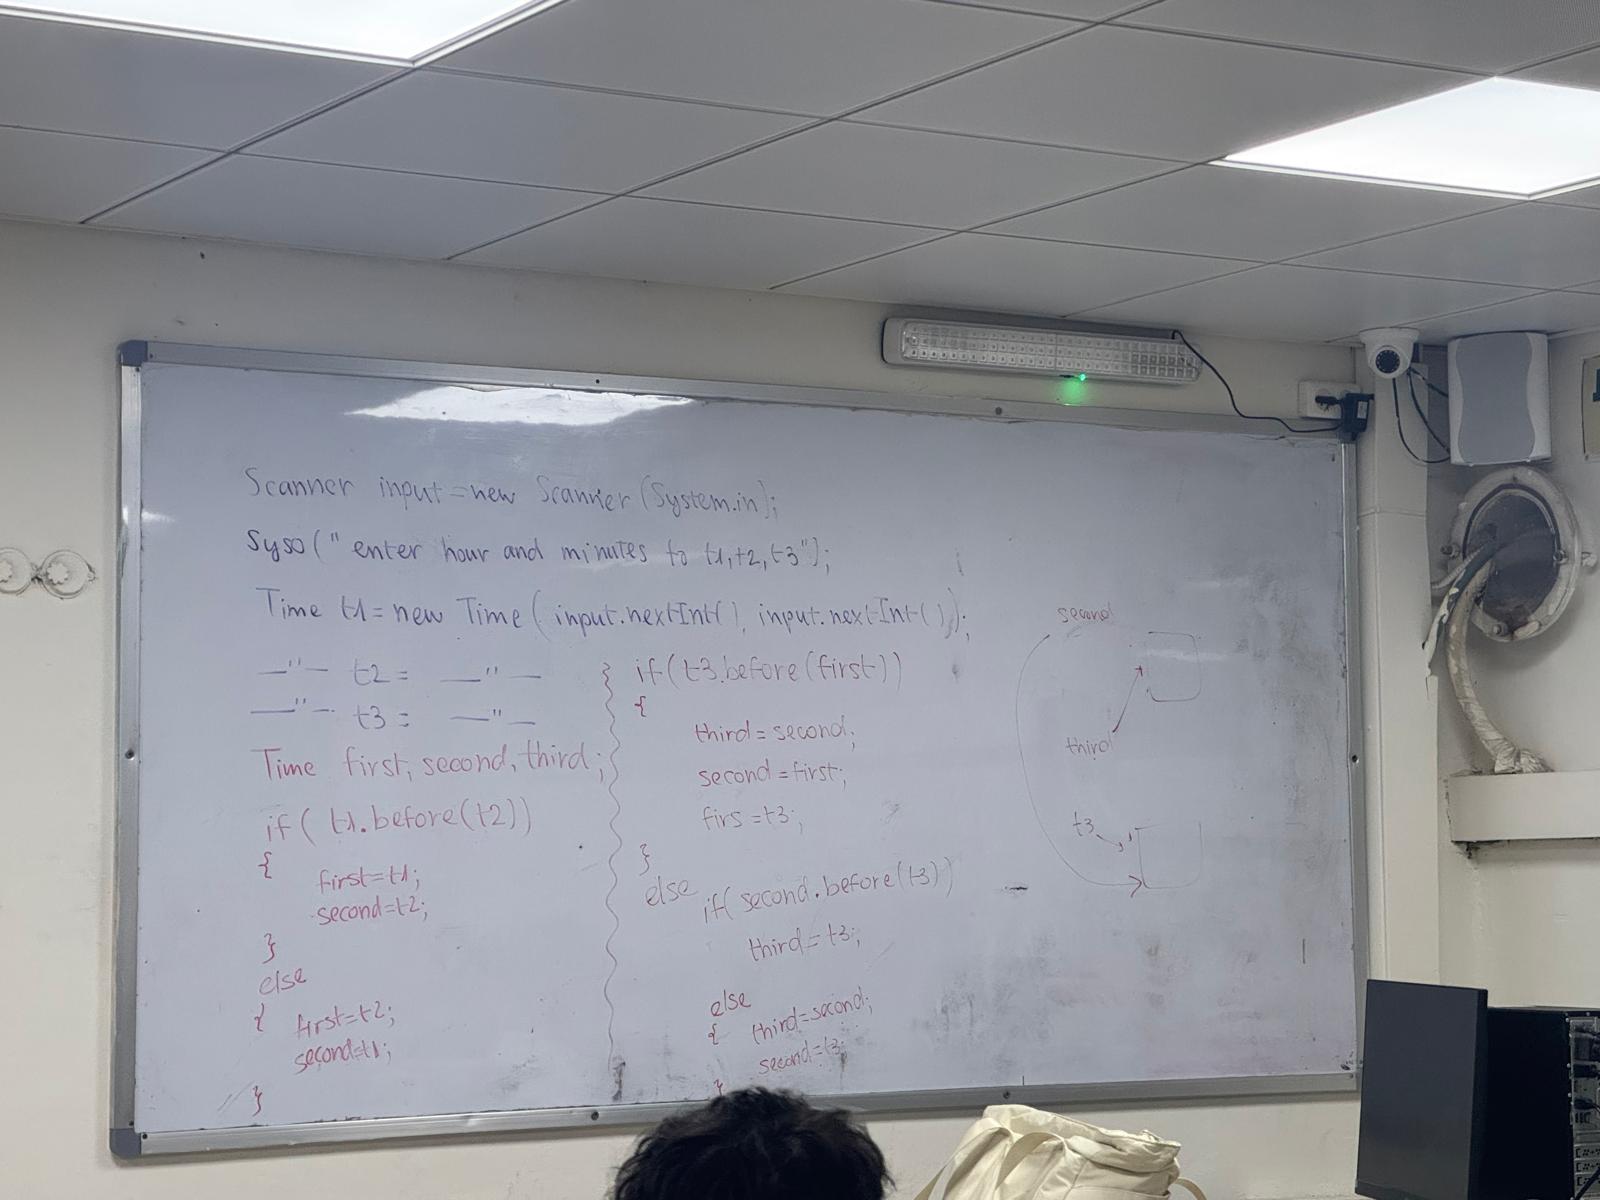 Scanner input=new Scanner(System.in);
Syso("enter hour and minutes to t1,t2,t3");
Time t1=new Time(input.nextInt(), input.nextInt());
—"— t2 = —"—
—"— t3 = —"—
Time first, second, third;
if( t1.before(t2))
{
first=t1;
second=t2;
}
else
{ first=t2;
second=t1;
}
if(t3.before(first))
{
third=second;
second=first;
firs=t3;
}
else if(second.before(t3))
third=t3;
else
{ third=second;
second=t3;
}
second
third
t3